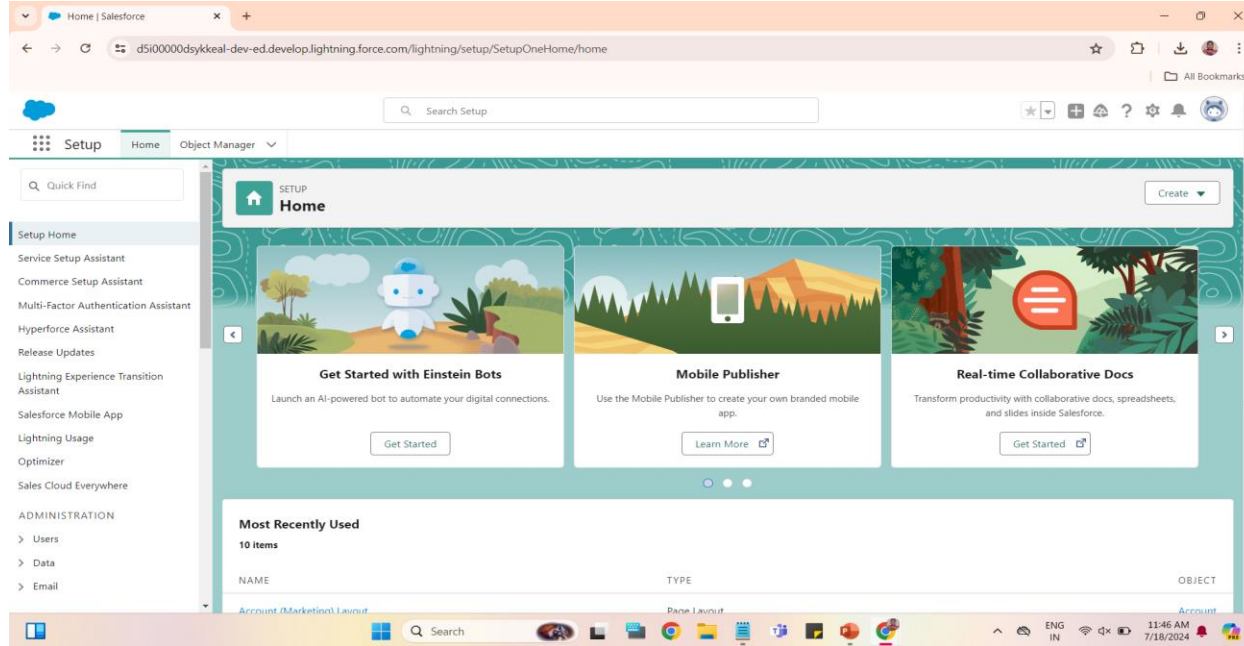 Home | Salesforce
d5i00000dsykkeal-dev-ed.develop.lightning.force.com/lightning/setup/SetupOneHome/home
All Bookmarks
Search Setup
Setup Home Object Manager
Quick Find
SETUP
Home
Create
Setup Home
Service Setup Assistant
Commerce Setup Assistant
Multi-Factor Authentication Assistant
Hyperforce Assistant
Release Updates
Lightning Experience Transition
Assistant
Salesforce Mobile App
Lightning Usage
Optimizer
Sales Cloud Everywhere
ADMINISTRATION
Users
Data
Email
Get Started with Einstein Bots
Launch an AI-powered bot to automate your digital connections.
Get Started
Mobile Publisher
Use the Mobile Publisher to create your own branded mobile
app.
Learn More
Real-time Collaborative Docs
Transform productivity with collaborative docs, spreadsheets,
and slides inside Salesforce.
Get Started
Most Recently Used
10 items
NAME TYPE OBJECT
Account (Marketing) Layout Page Layout Account
Search
ENG
IN
11:46 AM
7/18/2024
PRE